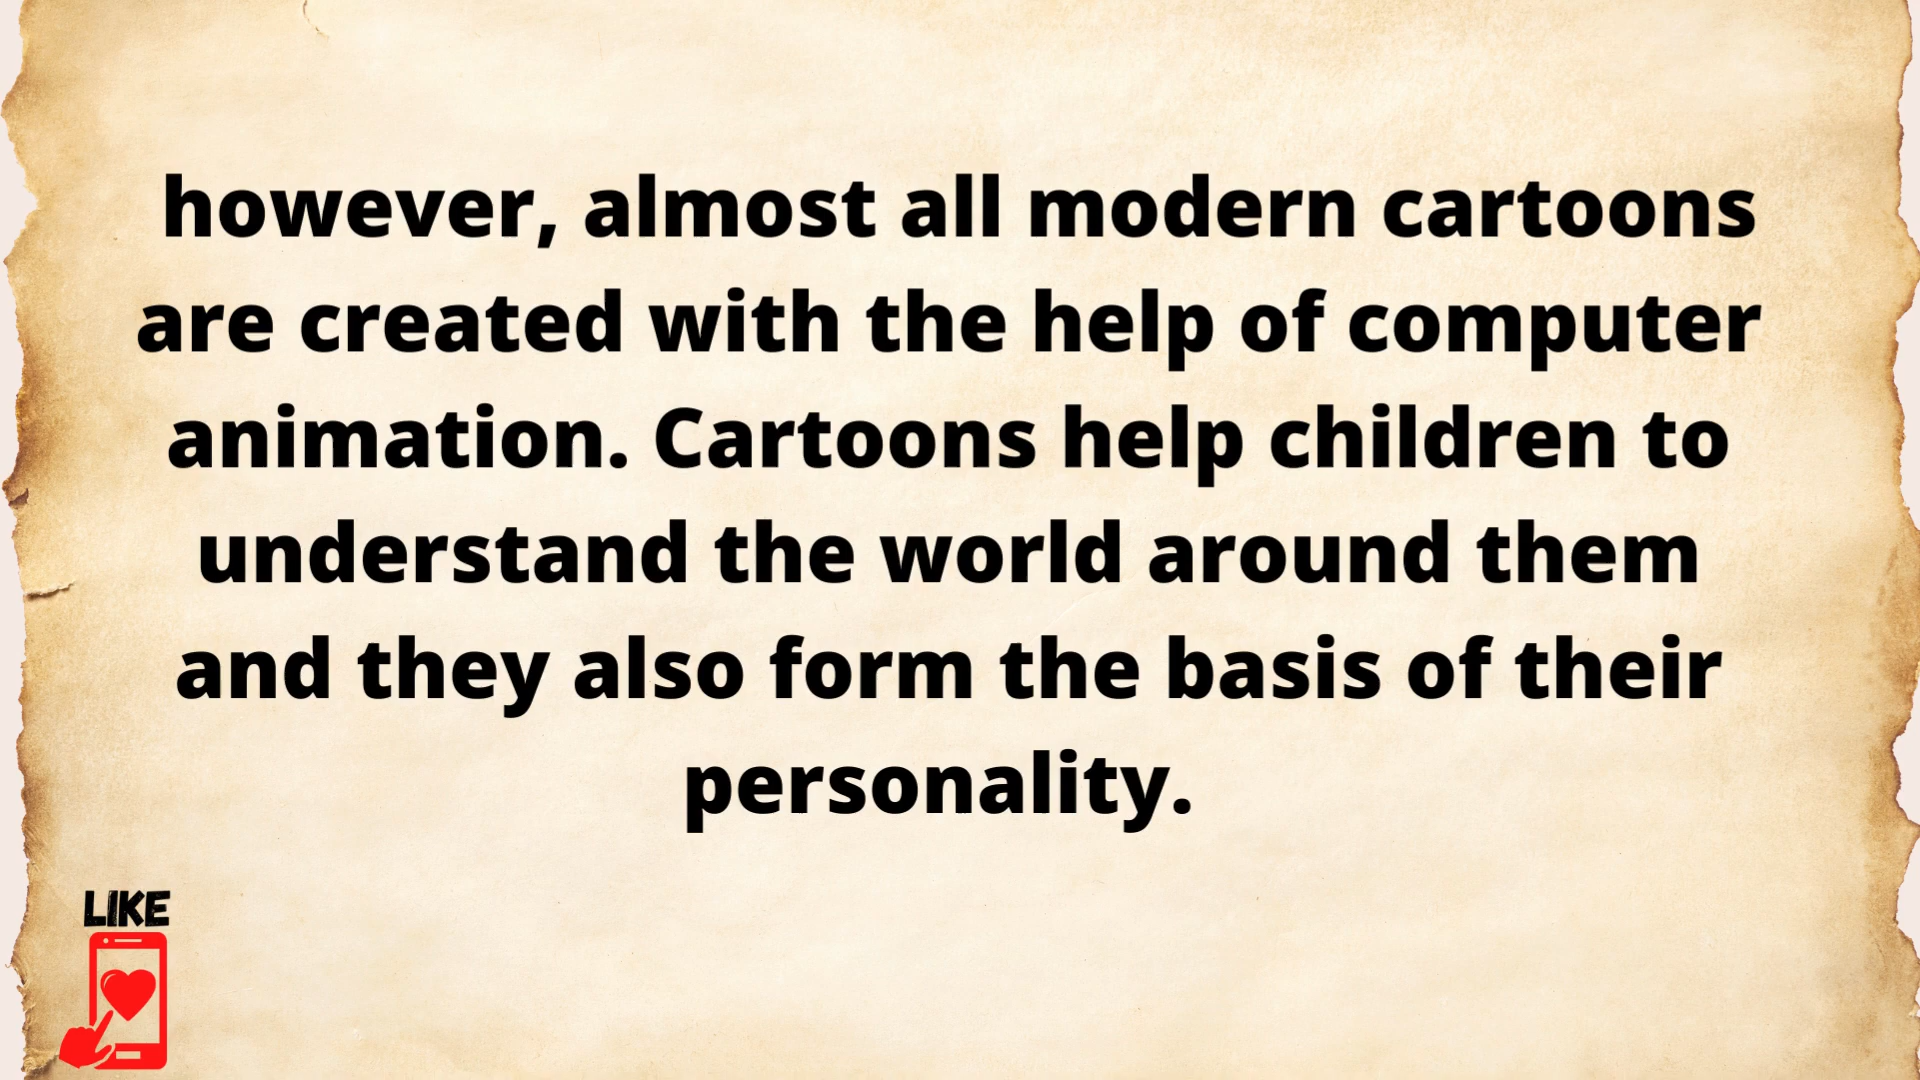 however, almost all modern cartoons
are created with the help of computer
animation. Cartoons help children to
understand the world around them
and they also form the basis of their
personality.
LIKE